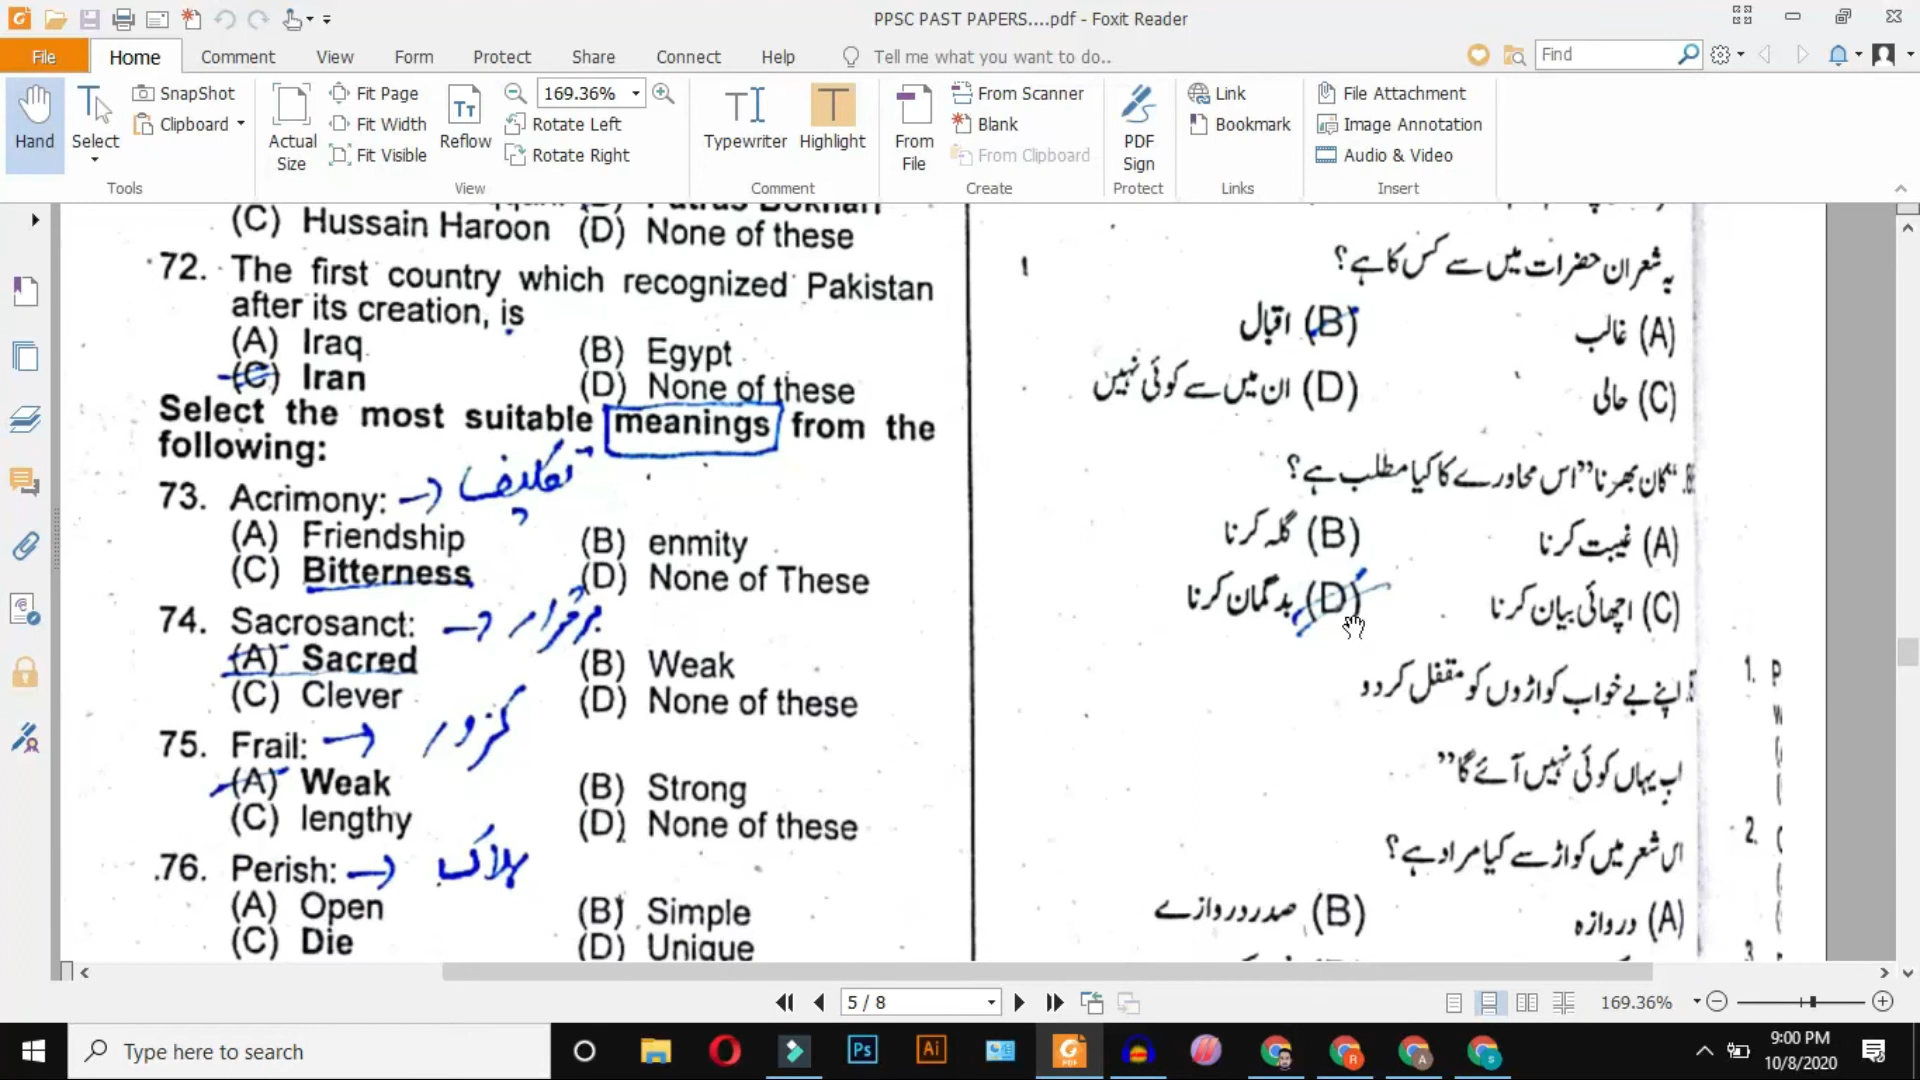 PPSC PAST PAPERS....pdf - Foxit Reader
File Home Comment View Form Protect Share Connect Help Tell me what you want to do.. Find
Hand
Select
SnapShot
Clipboard
Actual Size
Fit Page
Fit Width
Fit Visible
Reflow
169.36%
Rotate Left
Rotate Right
Typewriter
Highlight
From File
From Scanner
Blank
From Clipboard
PDF Sign
Link
Bookmark
File Attachment
Image Annotation
Audio & Video
Tools View Comment Create Protect Links Insert
(C) Hussain Haroon (D) None of these
72. The first country which recognized Pakistan
after its creation, is
(A) Iraq (B) Egypt
(C) Iran (D) None of these
Select the most suitable meanings from the
following:
73. Acrimony:
(A) Friendship (B) enmity
(C) Bitterness (D) None of These
74. Sacrosanct:
(A) Sacred (B) Weak
(C) Clever (D) None of these
75. Frail: کمزور
(A) Weak (B) Strong
(C) lengthy (D) None of these
76. Perish: ہلاک
(A) Open (B) Simple
(C) Die (D) Unique
یہ شعر ان حضرات میں سے کس کا ہے؟
(A) غالب (B) اقبال
(C) حالی (D) ان میں سے کوئی نہیں
"کان بھرنا" اس محاورے کا کیا مطلب ہے؟
(A) غیبت کرنا (B) گلہ کرنا
(C) اچھائی بیان کرنا (D) بدگمان کرنا
اپنے بے خواب کواڑوں کو مقفل کر دو
اب یہاں کوئی نہیں آئے گا"
اس شعر میں کواڑ سے کیا مراد ہے؟
(A) دروازہ (B) صدر دروازے
1.
2.
3
5 / 8
169.36%
Type here to search
9:00 PM
10/8/2020